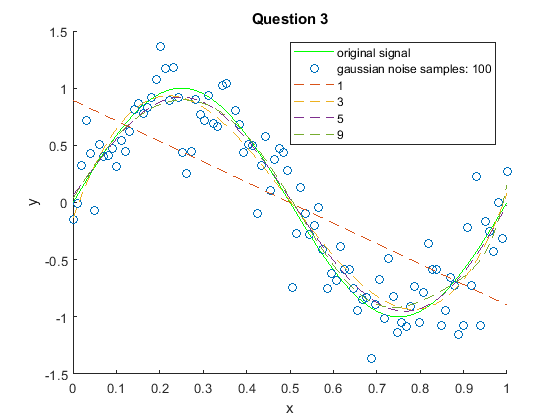 Question 3
original signal
gaussian noise samples: 100
1
3
5
9
1.5
1
0.5
0
-0.5
-1
-1.5
y
0 0.1 0.2 0.3 0.4 0.5 0.6 0.7 0.8 0.9 1
x